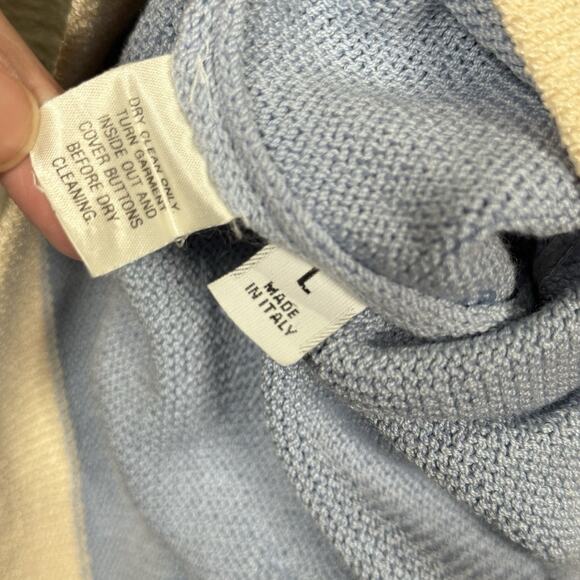 DRY CLEAN ONLY
TURN GARMENT
INSIDE OUT AND
COVER BUTTONS
BEFORE DRY
CLEANING.
L
MADE
IN ITALY